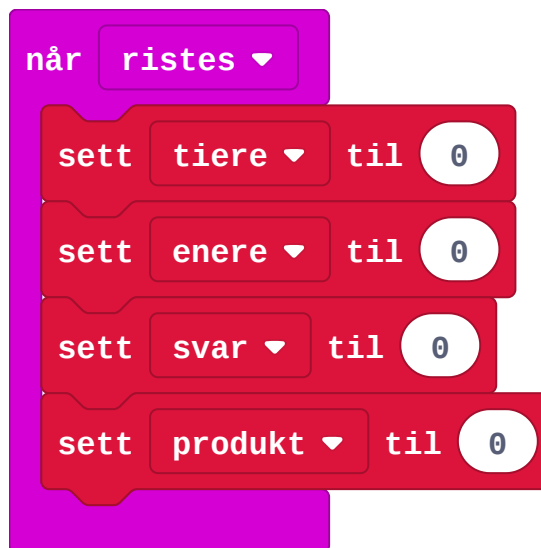 når ristes
sett tiere til 0
sett enere til 0
sett svar til 0
sett produkt til 0